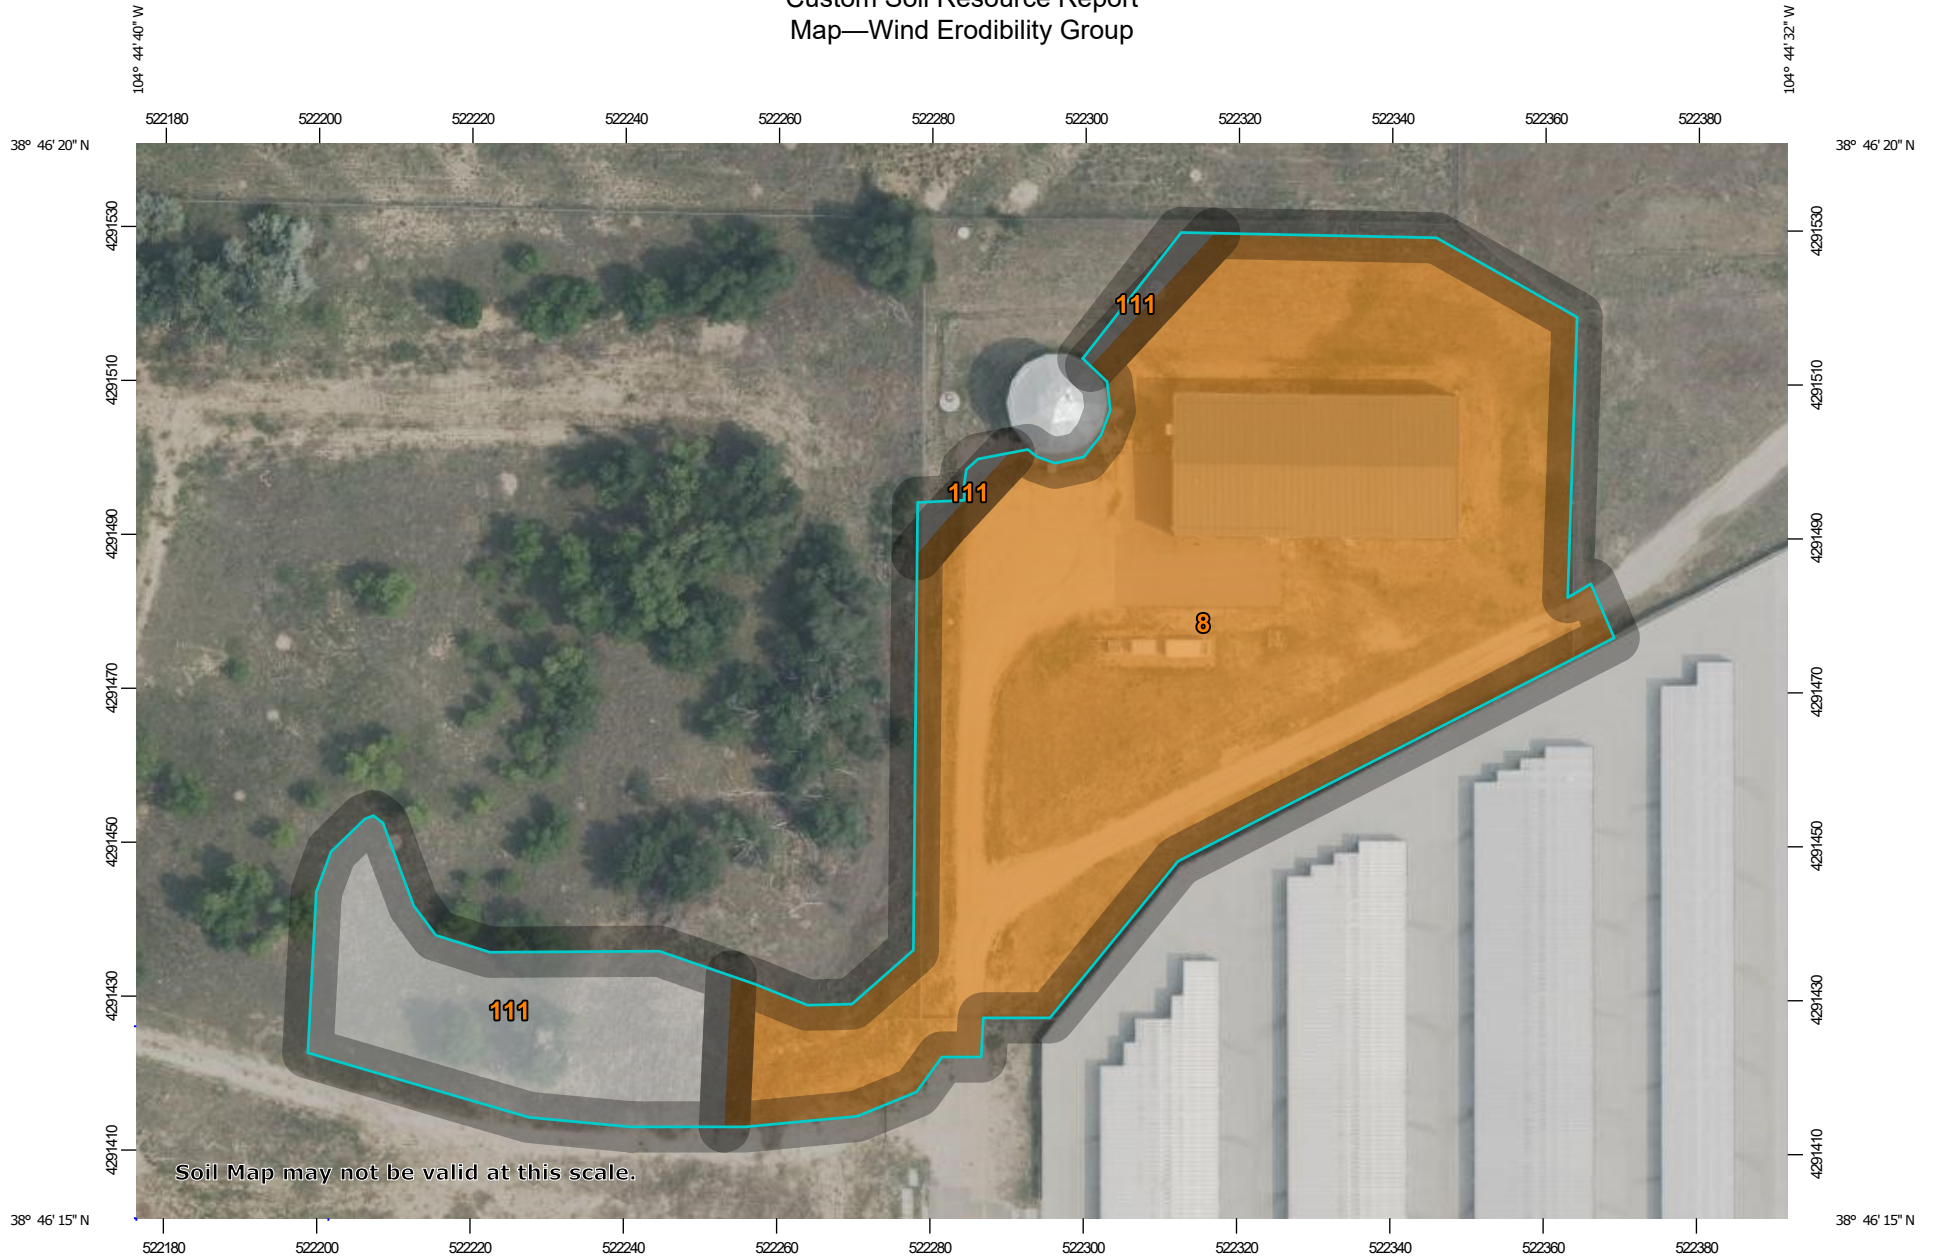 Custom Soil Resource Report
Map—Wind Erodibility Group
104° 44' 40" W
104° 44' 32" W
522180 522200 522220 522240 522260 522280 522300 522320 522340 522360 522380
38° 46' 20" N
38° 46' 20" N
4291530
4291530
111
4291510
4291510
111
4291490
4291490
8
4291470
4291470
4291450
4291450
4291430
4291430
111
4291410
4291410
Soil Map may not be valid at this scale.
38° 46' 15" N
38° 46' 15" N
522180 522200 522220 522240 522260 522280 522300 522320 522340 522360 522380